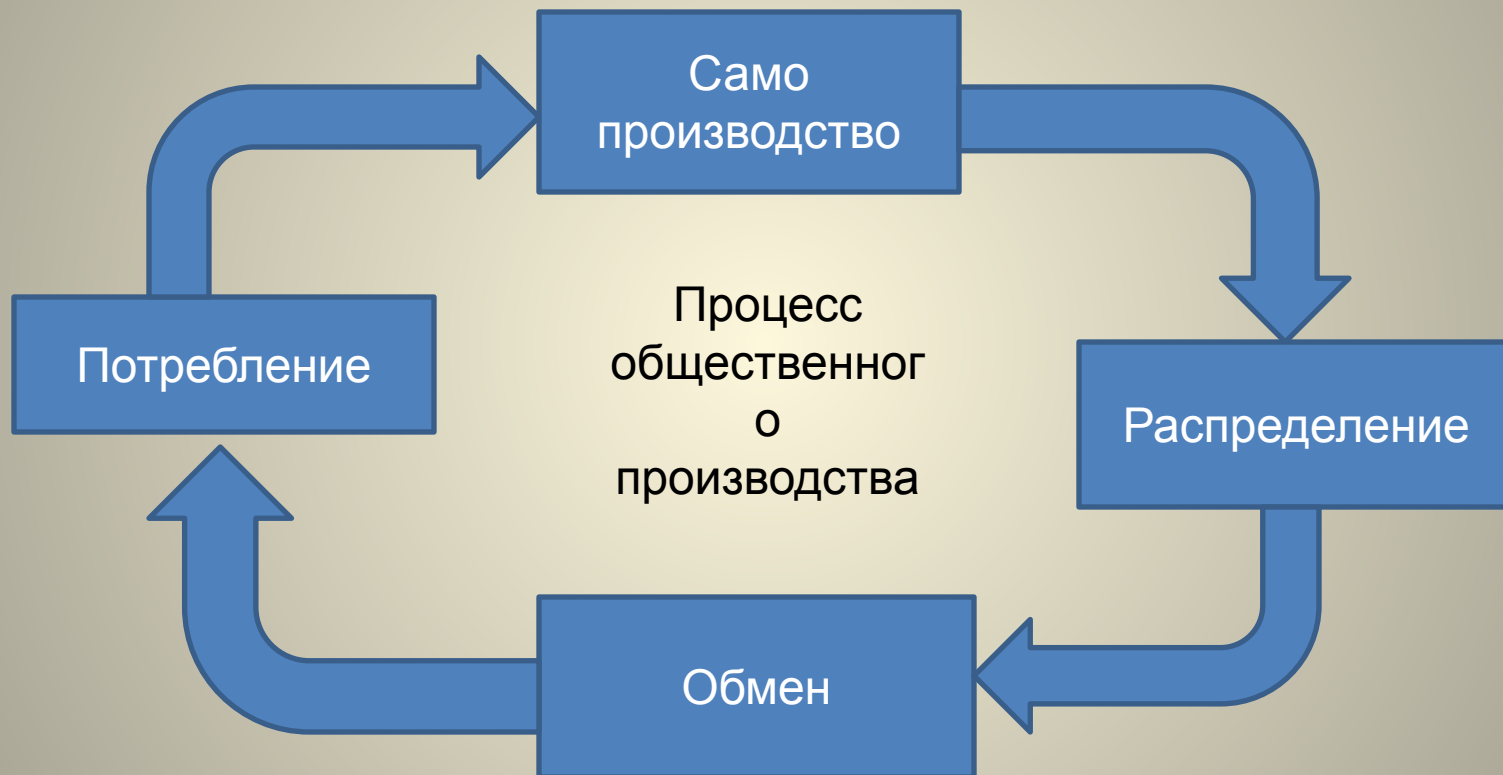 Само
производство
Потребление
Процесс
общественног
о
производства
Распределение
Обмен